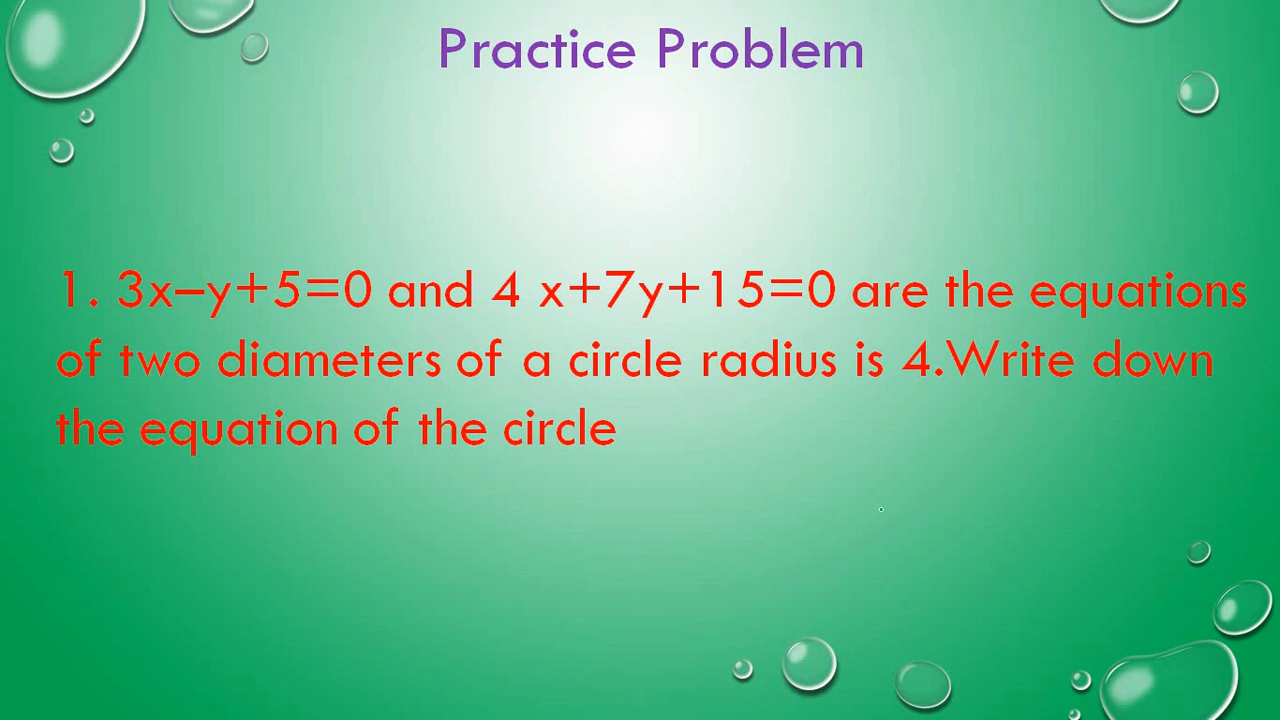 Practice Problem
1. 3x–y+5=0 and 4 x+7y+15=0 are the equations
of two diameters of a circle radius is 4.Write down
the equation of the circle